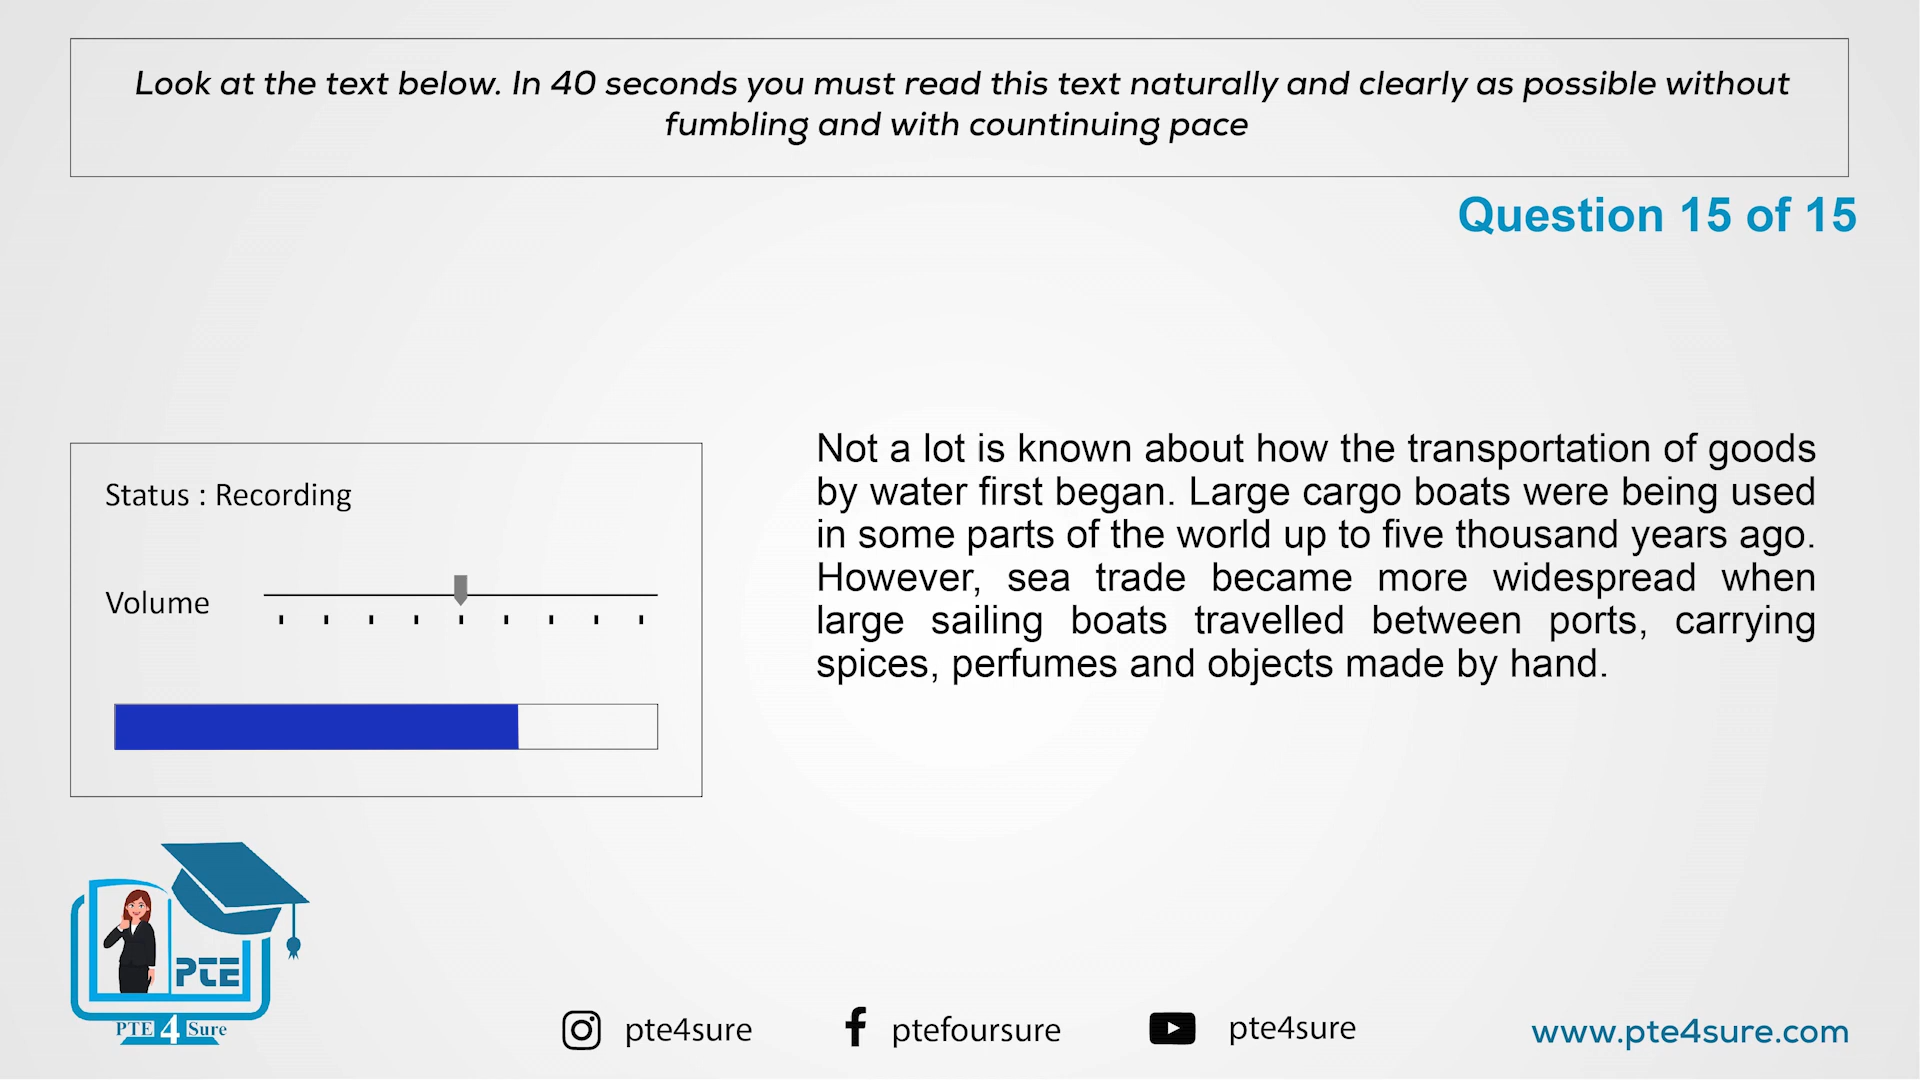 Look at the text below. In 40 seconds you must read this text naturally and clearly as possible without
fumbling and with countinuing pace
Question 15 of 15
Status : Recording
Volume
Not a lot is known about how the transportation of goods
by water first began. Large cargo boats were being used
in some parts of the world up to five thousand years ago.
However, sea trade became more widespread when
large sailing boats travelled between ports, carrying
spices, perfumes and objects made by hand.
PTE
PTE 4 Sure
pte4sure
ptefoursure
pte4sure
www.pte4sure.com